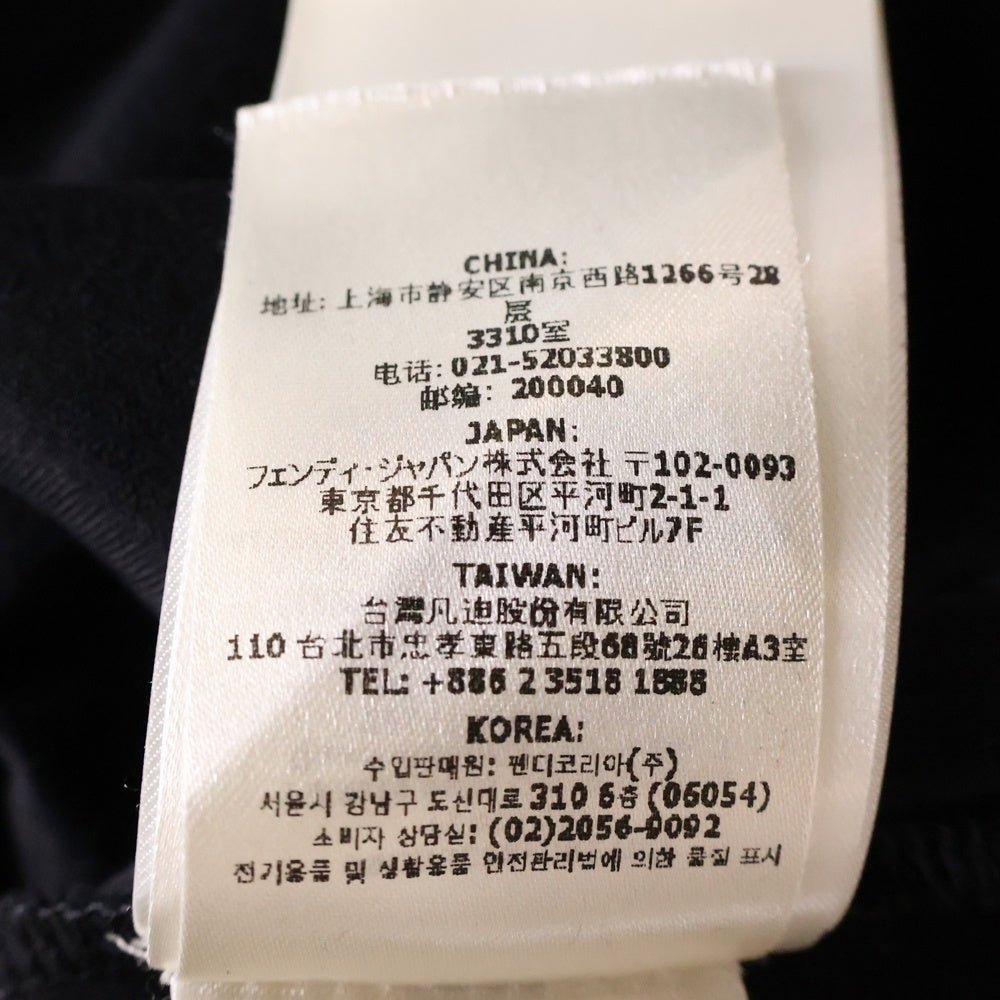 CHINA:
地址: 上海市静安区南京西路1266号28
层
3310室
电话: 021-52033800
邮编: 200040
JAPAN:
フェンディ・ジャパン株式会社 〒102-0093
東京都千代田区平河町2-1-1
住友不動産平河町ビル7F
TAIWAN:
台灣凡迪股份有限公司
110 台北市忠孝東路五段68號26樓A3室
TEL: +886 2 3518 1888
KOREA:
수입판매원: 펜디코리아(주)
서울시 강남구 도산대로 310 6층 (06054)
소비자 상담실: (02)2056-9092
전기용품 및 생활용품 안전관리법에 의한 품질 표시